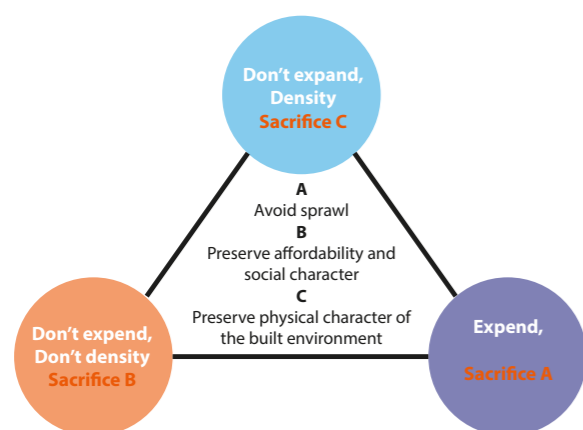 Don't expand,
Density
Sacrifice C
A
Avoid sprawl
B
Preserve affordability and
social character
C
Preserve physical character of
the built environment
Don't expend,
Don't density
Sacrifice B
Expend,
Sacrifice A